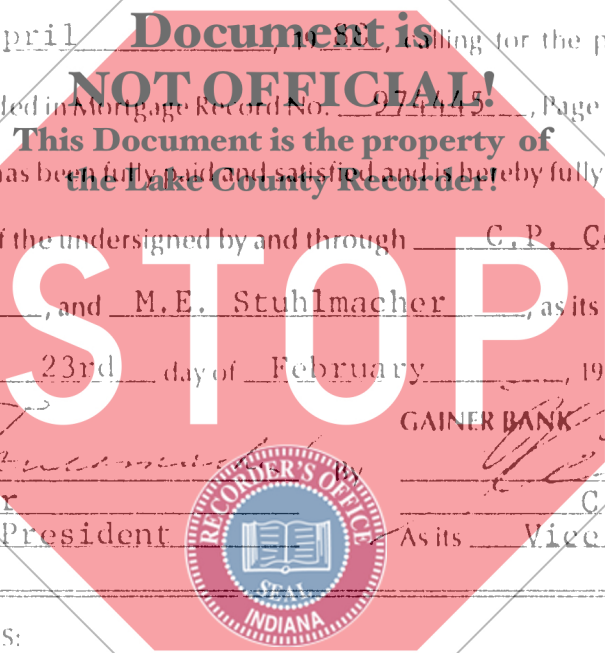 pril , 19 88 , calling for the p
Document is
NOT OFFICIAL!
ded in Mortgage Record No. 974445 , Page
This Document is the property of
the Lake County Recorder!
has been fully paid and satisfied and is hereby fully
f the undersigned by and through C.P. Co
STOP
, and M.E. Stuhlmacher , as its
23rd day of February , 19
GAINER BANK
By
r C
President As its Vice
RECORDER'S OFFICE
SEAL
INDIANA
S: